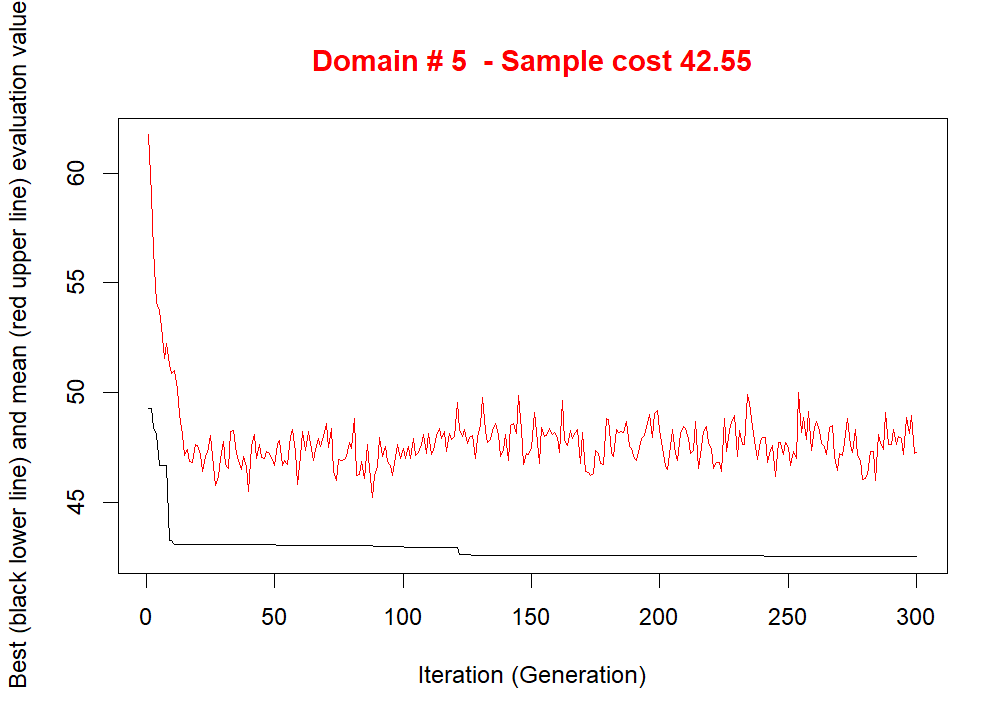 Domain # 5  - Sample cost 42.55
Best (black lower line) and mean (red upper line) evaluation value
60
55
50
45
0 50 100 150 200 250 300
Iteration (Generation)